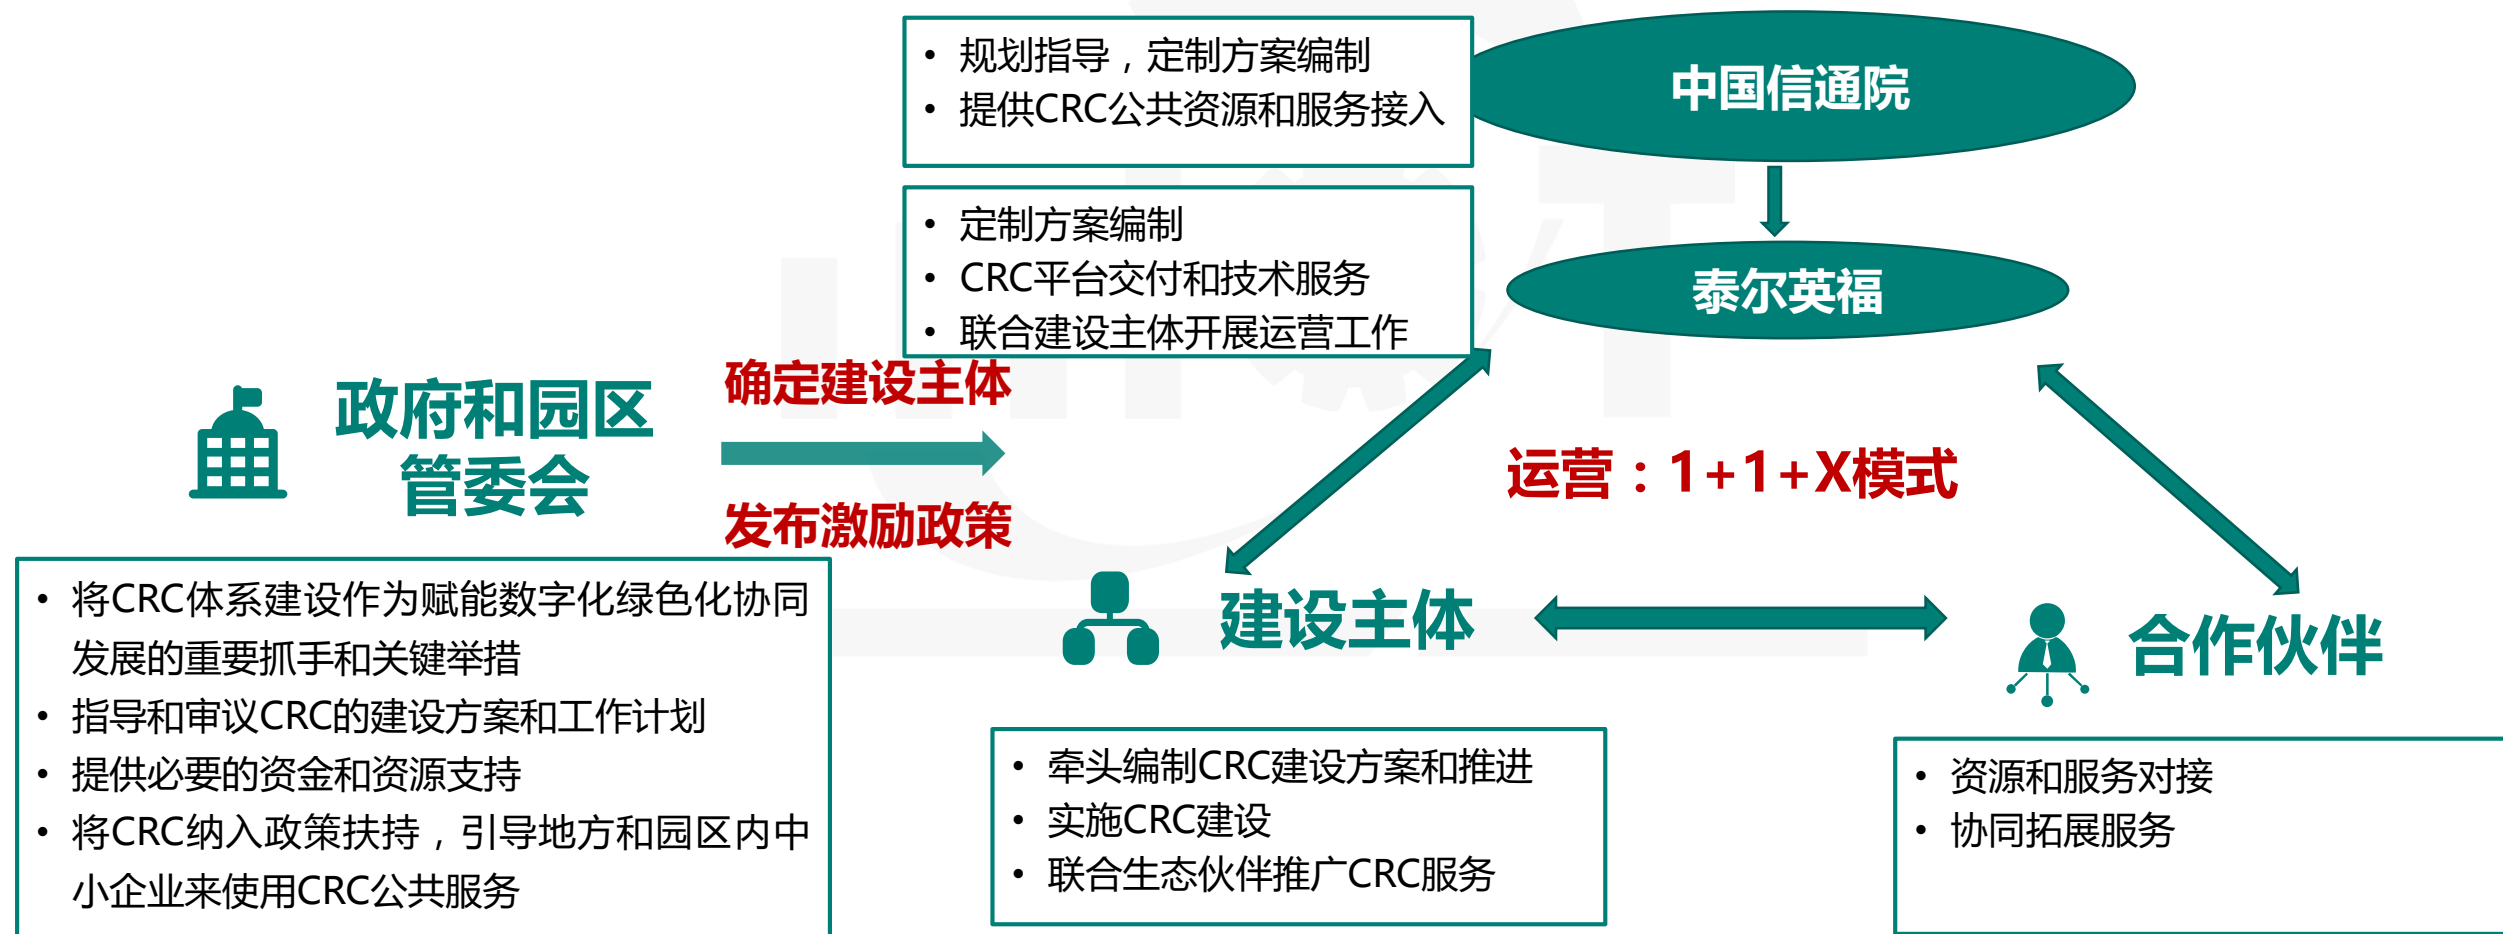 • 规划指导，定制方案编制
• 提供CRC公共资源和服务接入
中国信通院
• 定制方案编制
• CRC平台交付和技术服务
• 联合建设主体开展运营工作
泰尔英福
政府和园区
管委会
确定建设主体
发布激励政策
运营：1+1+X模式
• 将CRC体系建设作为赋能数字化绿色化协同
发展的重要抓手和关键举措
• 指导和审议CRC的建设方案和工作计划
• 提供必要的资金和资源支持
• 将CRC纳入政策扶持，引导地方和园区内中
小企业来使用CRC公共服务
建设主体
• 牵头编制CRC建设方案和推进
• 实施CRC建设
• 联合生态伙伴推广CRC服务
合作伙伴
• 资源和服务对接
• 协同拓展服务